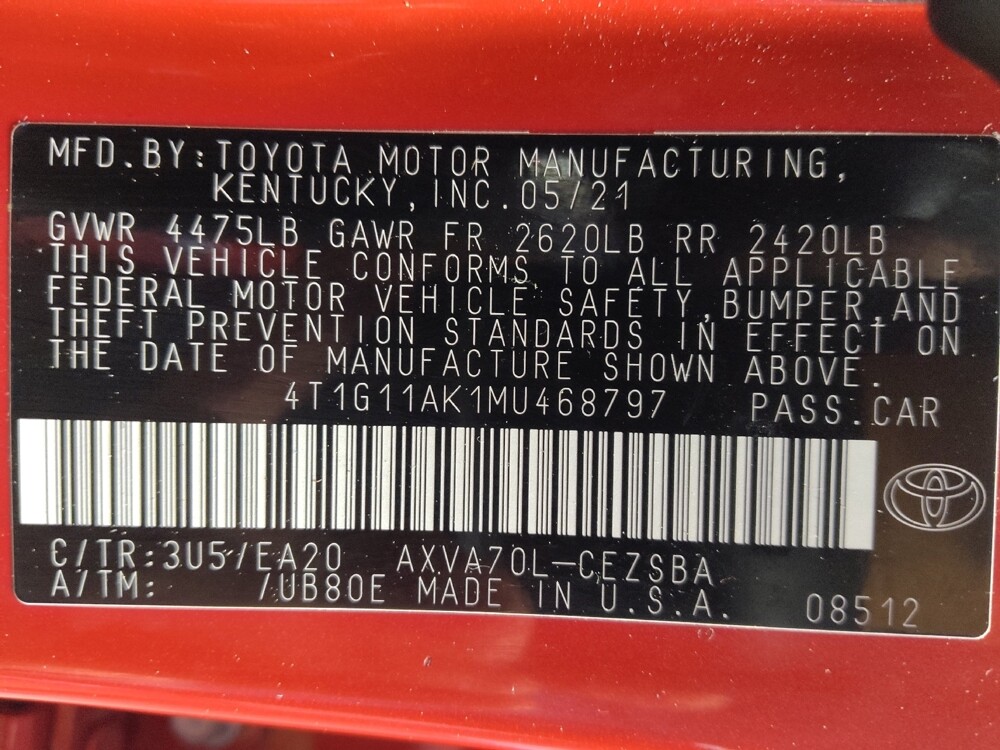 MFD.BY:TOYOTA MOTOR MANUFACTURING,
KENTUCKY,INC.05/21
GVWR 4475LB GAWR FR 2620LB RR 2420LB
THIS VEHICLE CONFORMS TO ALL APPLICABLE
FEDERAL MOTOR VEHICLE SAFETY,BUMPER,AND
THEFT PREVENTION STANDARDS IN EFFECT ON
THE DATE OF MANUFACTURE SHOWN ABOVE.
4T1G11AK1MU468797 PASS.CAR
C/TR:3U5/EA20 AXVA70L-CEZSBA
A/TM: /UB80E MADE IN U.S.A. 08512